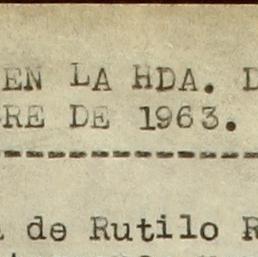 EN LA HDA. D
RE DE 1963.
de Rutilo R